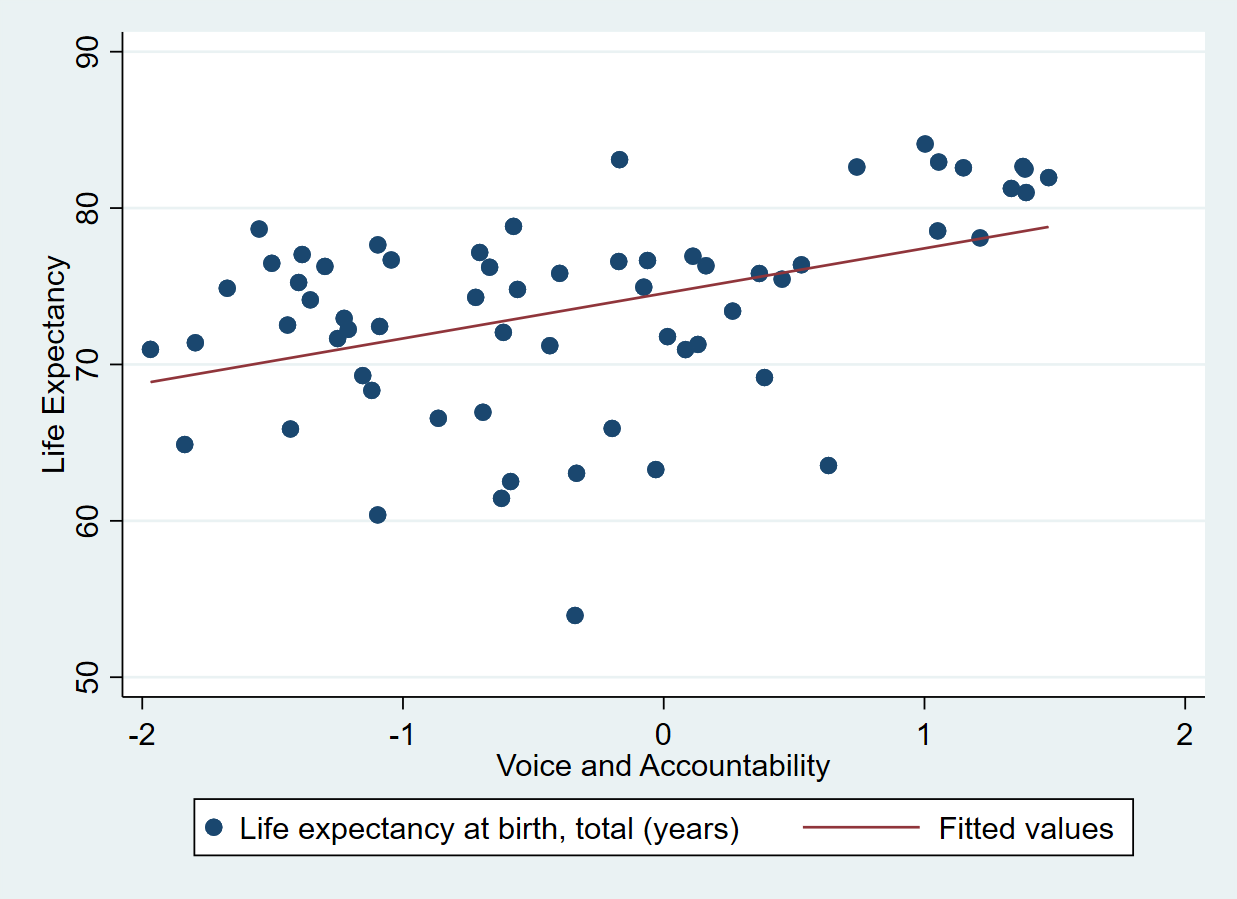 90
80
70
60
50
Life Expectancy
-2 -1 0 1 2
Voice and Accountability
Life expectancy at birth, total (years) Fitted values